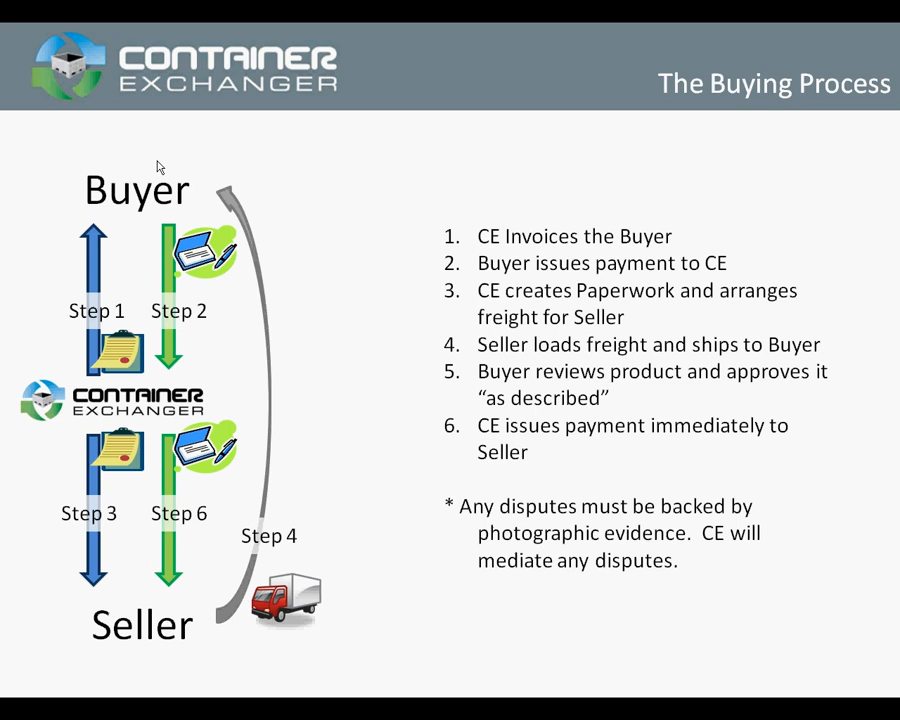 CONTAINER
EXCHANGER
The Buying Process
Buyer
Step 1
Step 2
CONTAINER
EXCHANGER
Step 3
Step 6
Step 4
Seller
1. CE Invoices the Buyer
2. Buyer issues payment to CE
3. CE creates Paperwork and arranges
freight for Seller
4. Seller loads freight and ships to Buyer
5. Buyer reviews product and approves it
“as described”
6. CE issues payment immediately to
Seller
* Any disputes must be backed by
photographic evidence. CE will
mediate any disputes.